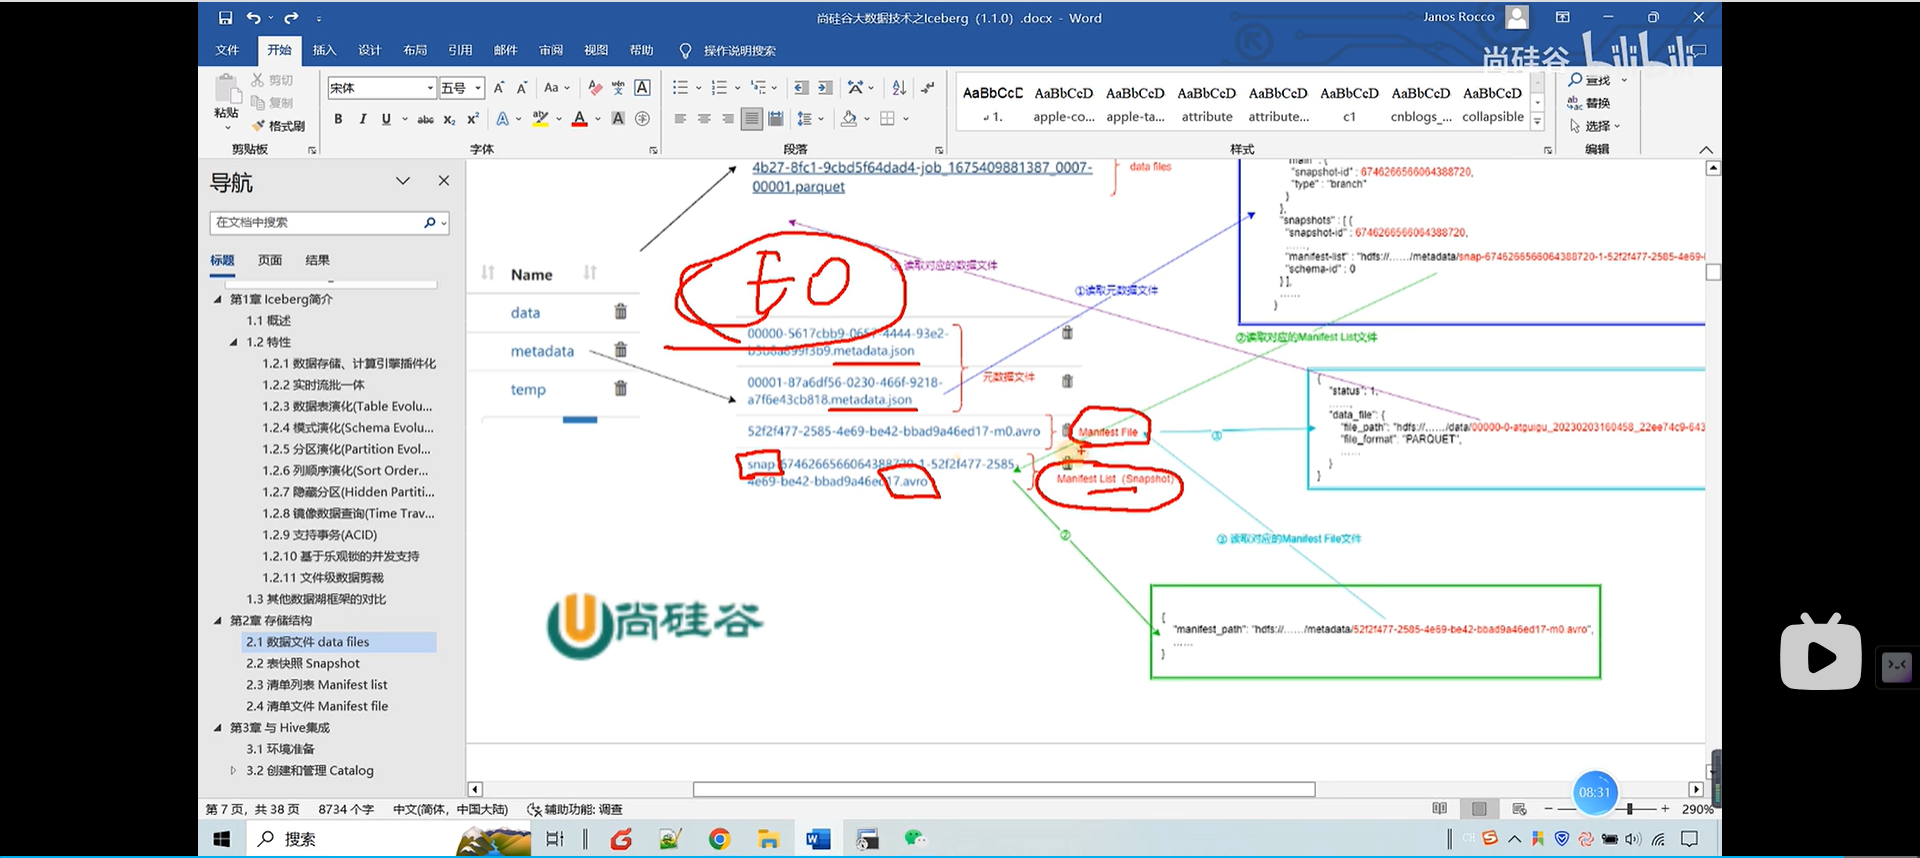 尚硅谷大数据技术之Iceberg（1.1.0）.docx - Word
Janos Rocco
文件 开始 插入 设计 布局 引用 邮件 审阅 视图 帮助 操作说明搜索
尚硅谷 bilibili
粘贴 剪切 复制 格式刷
宋体 五号
剪贴板 字体 段落 样式 编辑
AaBbCcD AaBbCcD AaBbCcD AaBbCcD AaBbCcD AaBbCcD AaBbCcD AaBbCcD
1. apple-co... apple-ta... attribute attribute... c1 cnblogs_... collapsible
查找
替换
选择
导航
在文档中搜索
标题 页面 结果
第1章 Iceberg简介
1.1 概述
1.2 特性
1.2.1 数据存储、计算引擎插件化
1.2.2 实时流批一体
1.2.3 数据表演化(Table Evolu...
1.2.4 模式演化(Schema Evolu...
1.2.5 分区演化(Partition Evol...
1.2.6 列顺序演化(Sort Order...
1.2.7 隐藏分区(Hidden Partiti...
1.2.8 镜像数据查询(Time Trav...
1.2.9 支持事务(ACID)
1.2.10 基于乐观锁的并发支持
1.2.11 文件级数据剪裁
1.3 其他数据湖框架的对比
第2章 存储结构
2.1 数据文件 data files
2.2 表快照 Snapshot
2.3 清单列表 Manifest list
2.4 清单文件 Manifest file
第3章 与 Hive集成
3.1 环境准备
3.2 创建和管理 Catalog
4b27-8fc1-9cbd5f64dad4-job_1675409881387_0007-
00001.parquet
data files
Name
data
metadata
temp
读取对应的数据文件
①读取元数据文件
00000-5617cbb9-0657-4444-93e2-
b5b8a899f3b9.metadata.json
00001-87a6df56-0230-466f-9218-
a7f6e43cb818.metadata.json
元数据文件
52f2f477-2585-4e69-be42-bbad9a46ed17-m0.avro
Manifest File
snap-6746266566064388720-1-52f2f477-2585-
4e69-be42-bbad9a46ed17.avro
Manifest List（Snapshot）
"main": {
"snapshot-id" : 6746266566064388720,
"type" : "branch"
}
},
"snapshots" : [ {
"snapshot-id" : 6746266566064388720,
......,
"manifest-list" : "hdfs://....../metadata/snap-6746266566064388720-1-52f2f477-2585-4e69-
"schema-id" : 0
} ],
......
}
②读取对应的Manifest List文件
{
"status": 1,
......,
"data_file": {
"file_path": "hdfs://....../data/00000-0-atguigu_20230203160458_22ee74c9-643
"file_format": "PARQUET",
......
}
}
③
②
③ 读取对应的Manifest File文件
{
"manifest_path": "hdfs://....../metadata/52f2f477-2585-4e69-be42-bbad9a46ed17-m0.avro",
......
}
尚硅谷
08:31
第 7 页，共 38 页 8734 个字 中文(简体，中国大陆) 辅助功能: 调查 290%
搜索